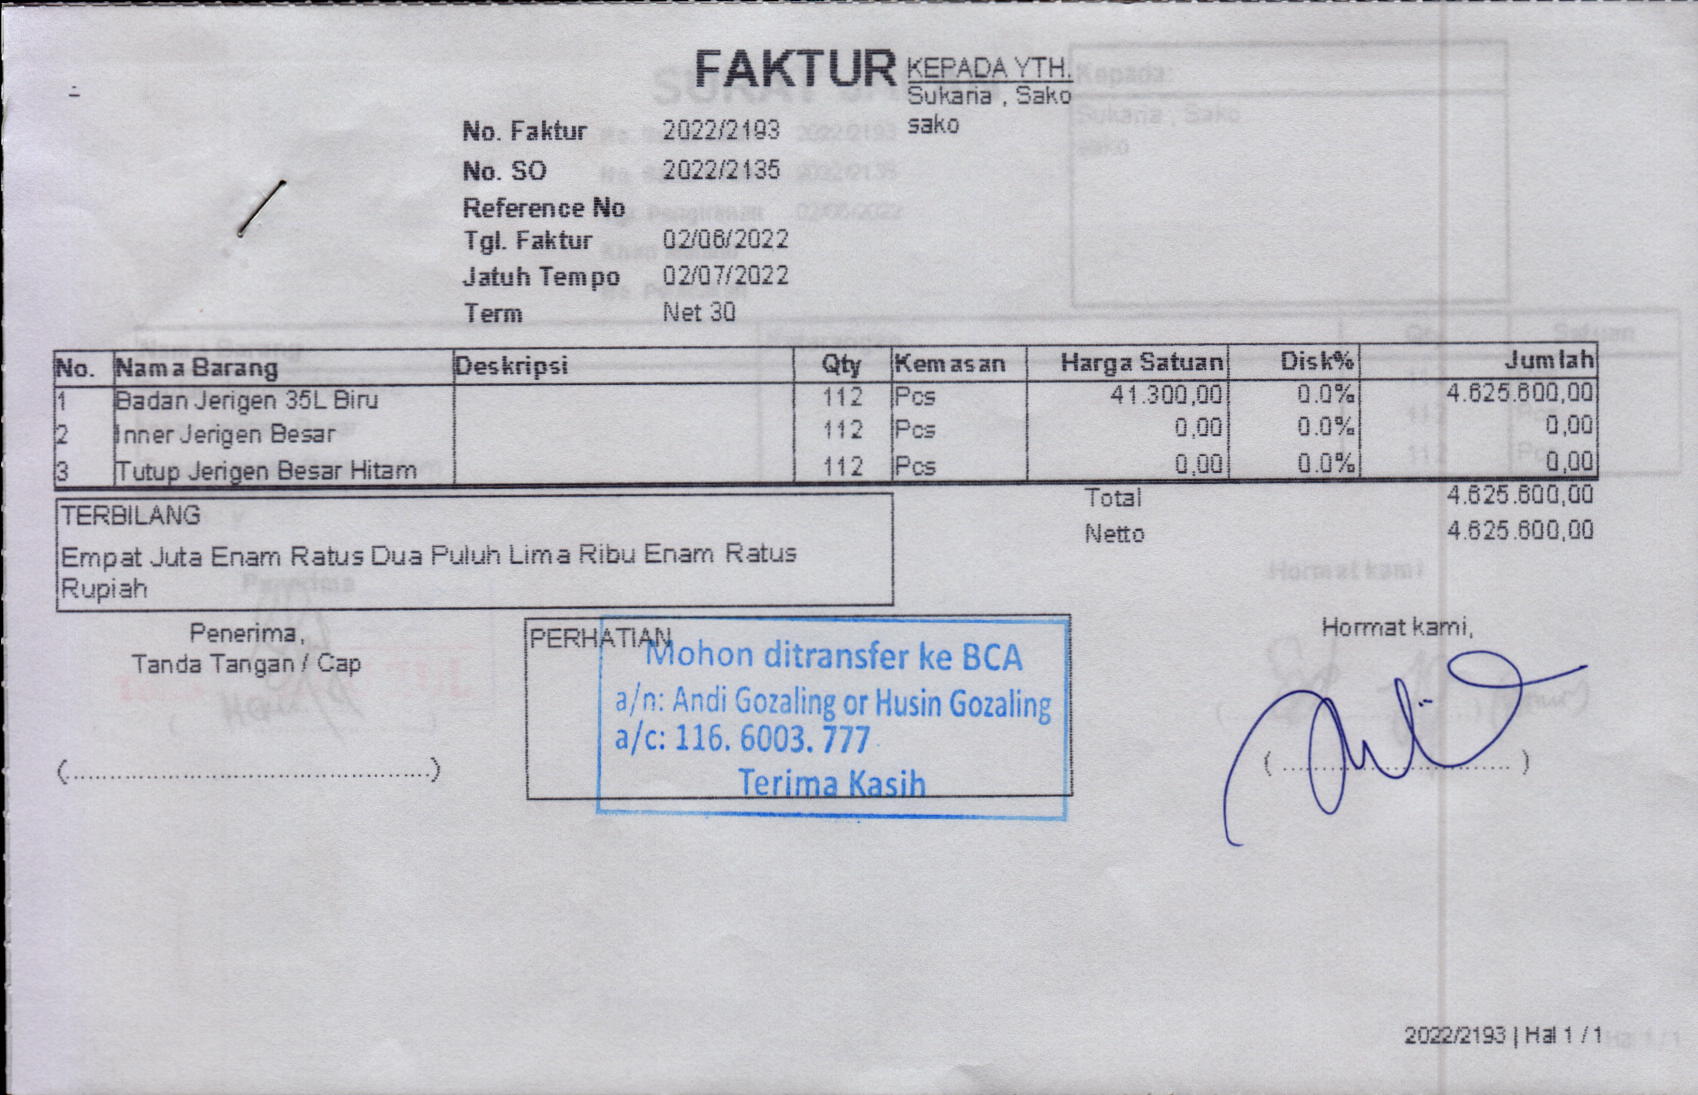 FAKTUR
KEPADA YTH.
Sukaria , Sako
sako
No. Faktur 2022/2193
No. SO 2022/2135
Reference No
Tgl. Faktur 02/06/2022
Jatuh Tempo 02/07/2022
Term Net 30
No. Nama Barang Deskripsi Qty Kemasan Harga Satuan Disk% Jumlah
1 Badan Jerigen 35L Biru 112 Pcs 41.300,00 0.0% 4.625.600,00
2 Inner Jerigen Besar 112 Pcs 0,00 0.0% 0,00
3 Tutup Jerigen Besar Hitam 112 Pcs 0,00 0.0% 0,00
Total 4.625.600,00
Netto 4.625.600,00
TERBILANG
Empat Juta Enam Ratus Dua Puluh Lima Ribu Enam Ratus
Rupiah
Penerima,
Tanda Tangan / Cap
(.................................................)
PERHATIAN
Mohon ditransfer ke BCA
a/n: Andi Gozaling or Husin Gozaling
a/c: 116. 6003. 777
Terima Kasih
Hormat kami,
( ................................ )
2022/2193 | Hal 1 / 1